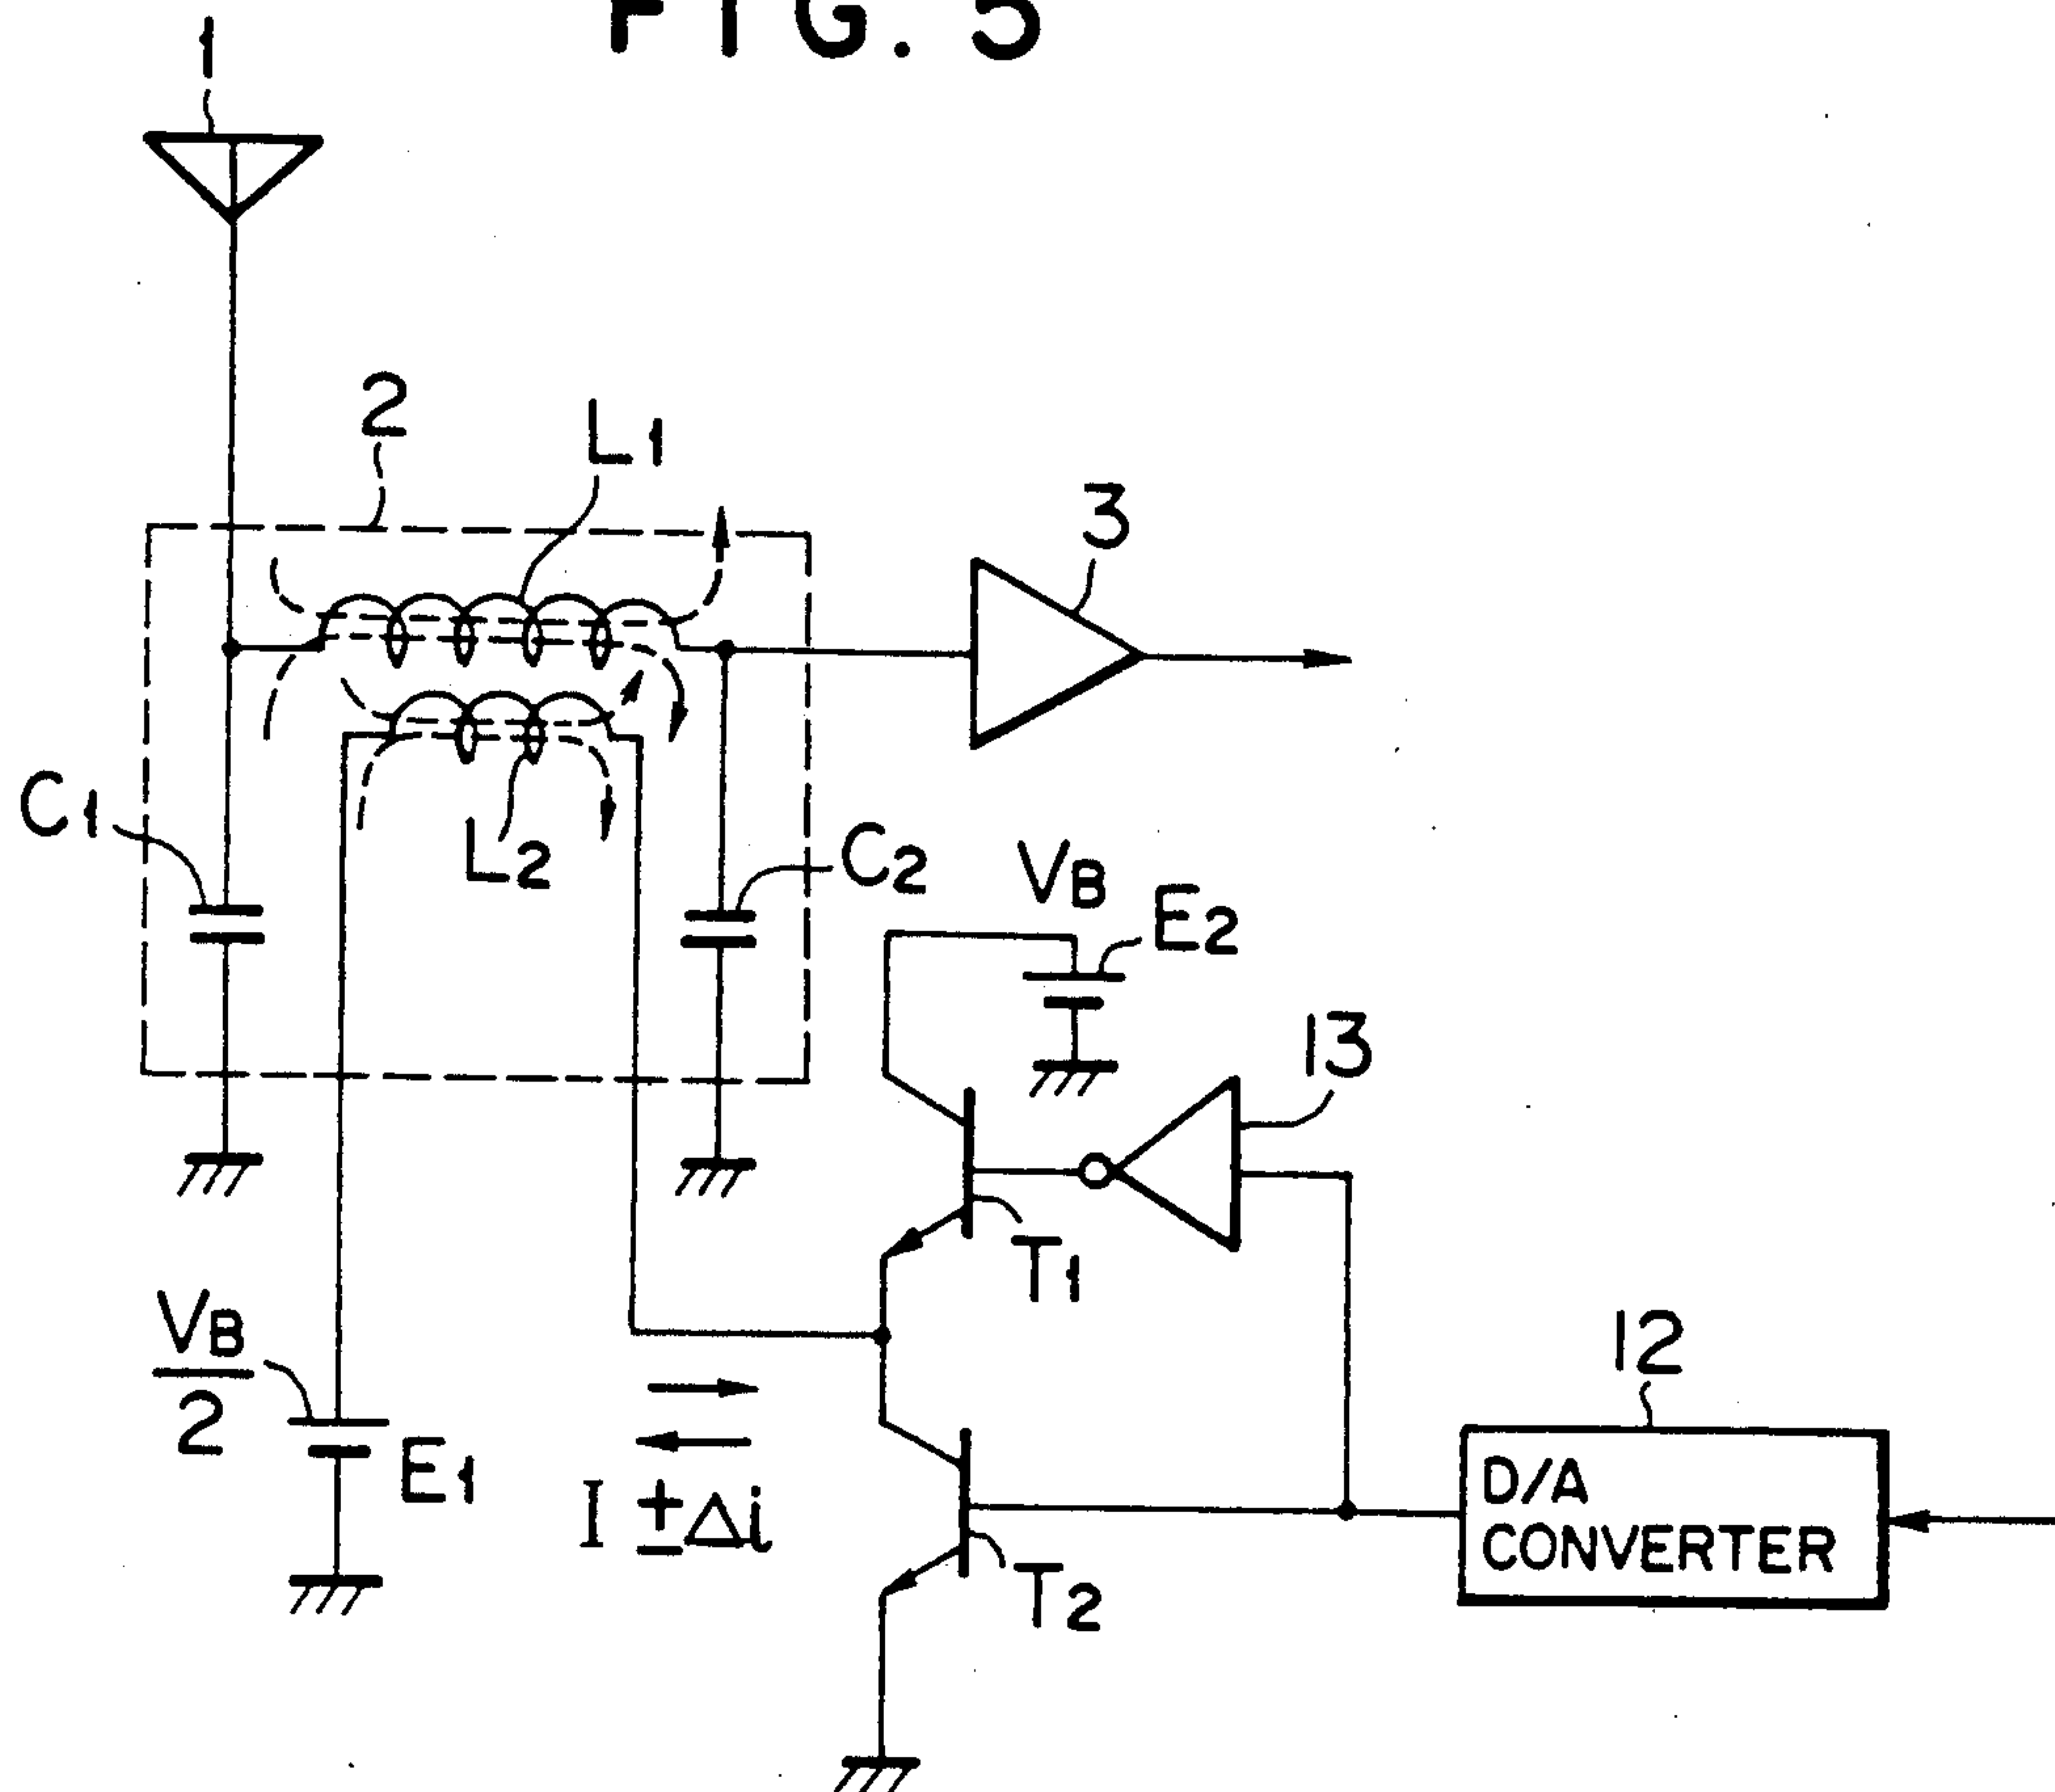 FIG. 5
1
2
L1
3
C1
L2
C2
VB
E2
13
T1
VB
2
E1
I ±Δi
12
D/A
CONVERTER
T2